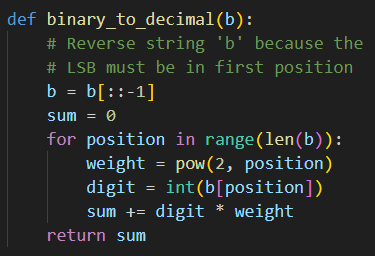 def binary_to_decimal(b):
    # Reverse string 'b' because the
    # LSB must be in first position
    b = b[::-1]
    sum = 0
    for position in range(len(b)):
        weight = pow(2, position)
        digit = int(b[position])
        sum += digit * weight
    return sum